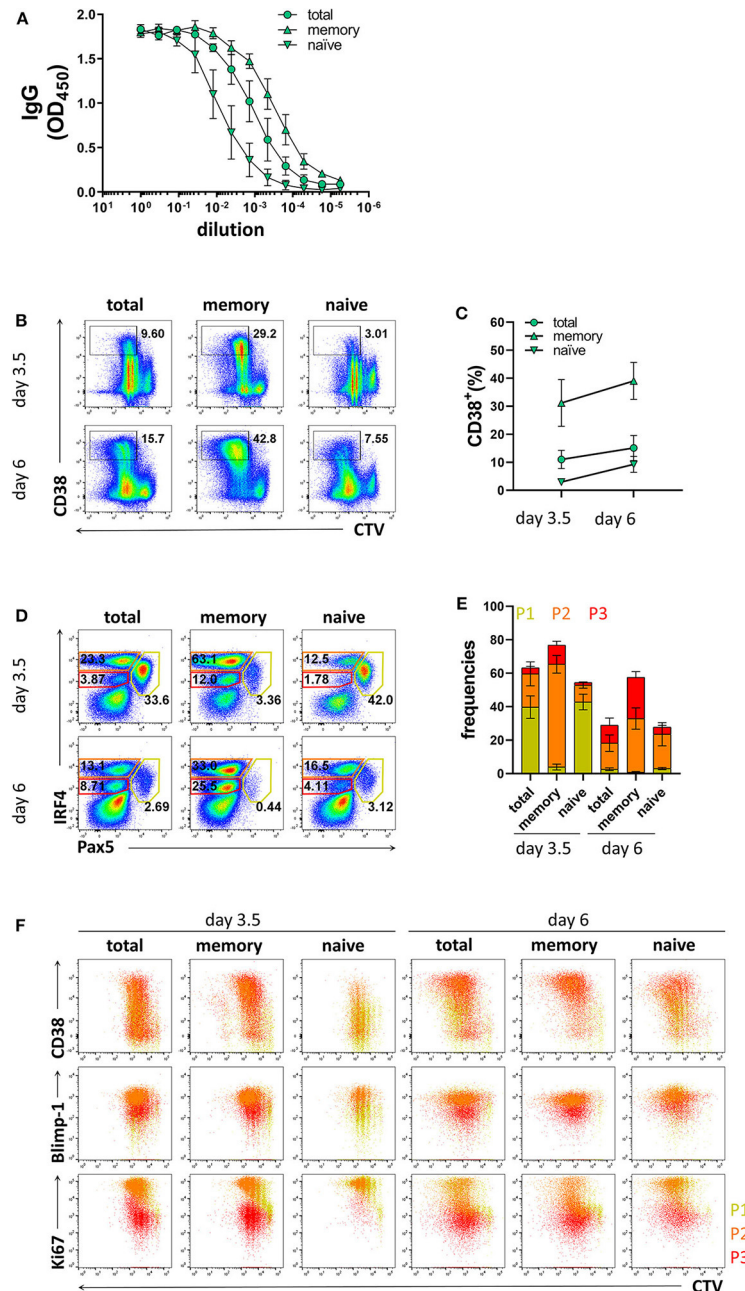 A
total
memory
naïve
2.0
1.5
1.0
0.5
0.0
IgG
(OD450)
10¹ 10⁰ 10⁻¹ 10⁻² 10⁻³ 10⁻⁴ 10⁻⁵ 10⁻⁶
dilution
B
total memory naive
day 3.5
9.60 29.2 3.01
day 6
15.7 42.8 7.55
CD38
CTV
C
total
memory
naïve
60
50
40
30
20
10
0
CD38⁺(%)
day 3.5 day 6
D
total memory naive
day 3.5
23.3 63.1 12.5
3.87 12.0 1.78
33.6 3.36 42.0
day 6
13.1 23.0 16.5
8.71 25.5 4.11
2.69 0.44 3.12
IRF4
Pax5
E
P1 P2 P3
100
80
60
40
20
0
frequencies
total memory naive total memory naive
day 3.5 day 6
F
day 3.5 day 6
total memory naive total memory naive
CD38
Blimp-1
Ki67
P1
P2
P3
CTV